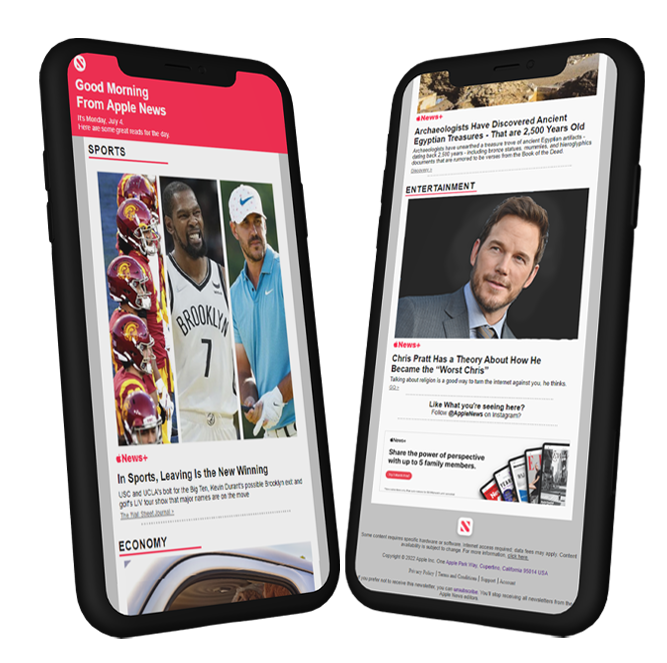 Good Morning
From Apple News
It's Monday, July 4.
Here are some great reads for the day.
SPORTS
BROOKLYN
7
News+
In Sports, Leaving Is the New Winning
USC and UCLA's bolt for the Big Ten, Kevin Durant's possible Brooklyn exit and
golf's LIV tour show that major names are on the move
The Wall Street Journal »
ECONOMY
News+
Archaeologists Have Discovered Ancient
Egyptian Treasures - That are 2,500 Years Old
Archaeologists have unearthed a treasure trove of ancient Egyptian artifacts -
dating back 2,500 years - including bronze statues, mummies, and hieroglyphics
documents that are rumored to be verses from the Book of the Dead.
Discovery »
ENTERTAINMENT
News+
Chris Pratt Has a Theory About How He
Became the “Worst Chris”
Talking about religion is a good way to turn the internet against you, he thinks.
GQ »
Like What you're seeing here?
Follow @AppleNews on Instagram?
News+
Share the power of perspective
with up to 5 family members.
Some content requires specific hardware or software. internet access required; data fees may apply. Content
availability is subject to change. For more information, click here.
Copyright © 2022 Apple Inc. One Apple Park Way, Cupertino, California 95014 USA
Privacy Policy | Terms and Conditions | Support | Account
If you prefer not to receive this newsletter, you can unsubscribe. You'll stop receiving all newsletters from the
Apple News editors